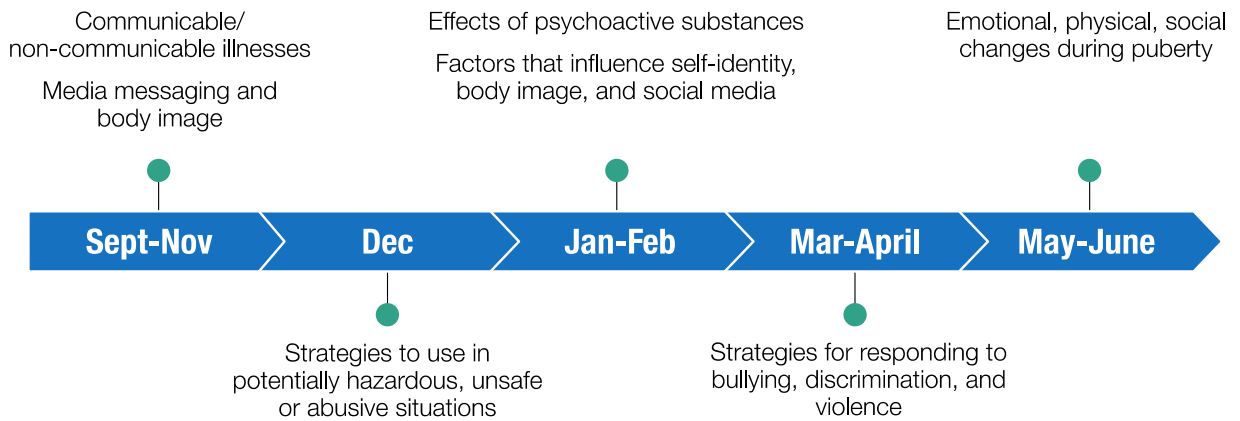 Communicable/
non-communicable illnesses
Media messaging and
body image
Effects of psychoactive substances
Factors that influence self-identity,
body image, and social media
Emotional, physical, social
changes during puberty
Sept-Nov
Dec
Jan-Feb
Mar-April
May-June
Strategies to use in
potentially hazardous, unsafe
or abusive situations
Strategies for responding to
bullying, discrimination, and
violence